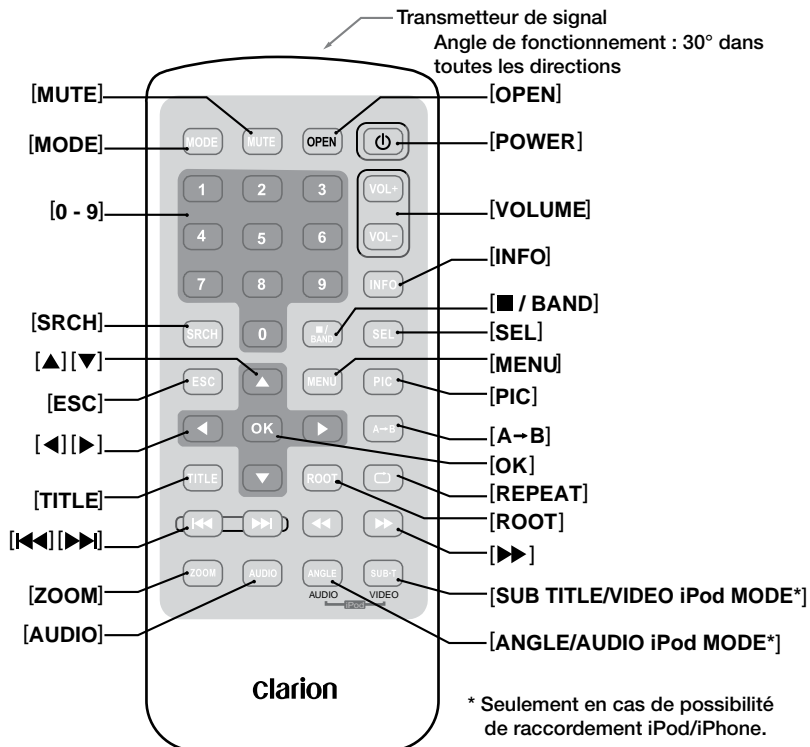 Transmetteur de signal
Angle de fonctionnement : 30° dans
toutes les directions
[MUTE]
[MODE]
[0 - 9]
[SRCH]
[▲][▼]
[ESC]
[◀][▶]
[TITLE]
[|◀◀][▶▶|]
[ZOOM]
[AUDIO]
[OPEN]
[POWER]
[VOLUME]
[INFO]
[■ / BAND]
[SEL]
[MENU]
[PIC]
[A→B]
[OK]
[REPEAT]
[ROOT]
[▶▶]
[SUB TITLE/VIDEO iPod MODE*]
[ANGLE/AUDIO iPod MODE*]
MODE MUTE OPEN
1 2 3 VOL+
4 5 6 VOL−
7 8 9 INFO
SRCH 0 ■/BAND SEL
ESC ▲ MENU PIC
◀ OK ▶ A→B
TITLE ▼ ROOT
|◀◀ ▶▶| ◀◀ ▶▶
ZOOM AUDIO ANGLE SUB-T
AUDIO iPod VIDEO
clarion
* Seulement en cas de possibilité
de raccordement iPod/iPhone.